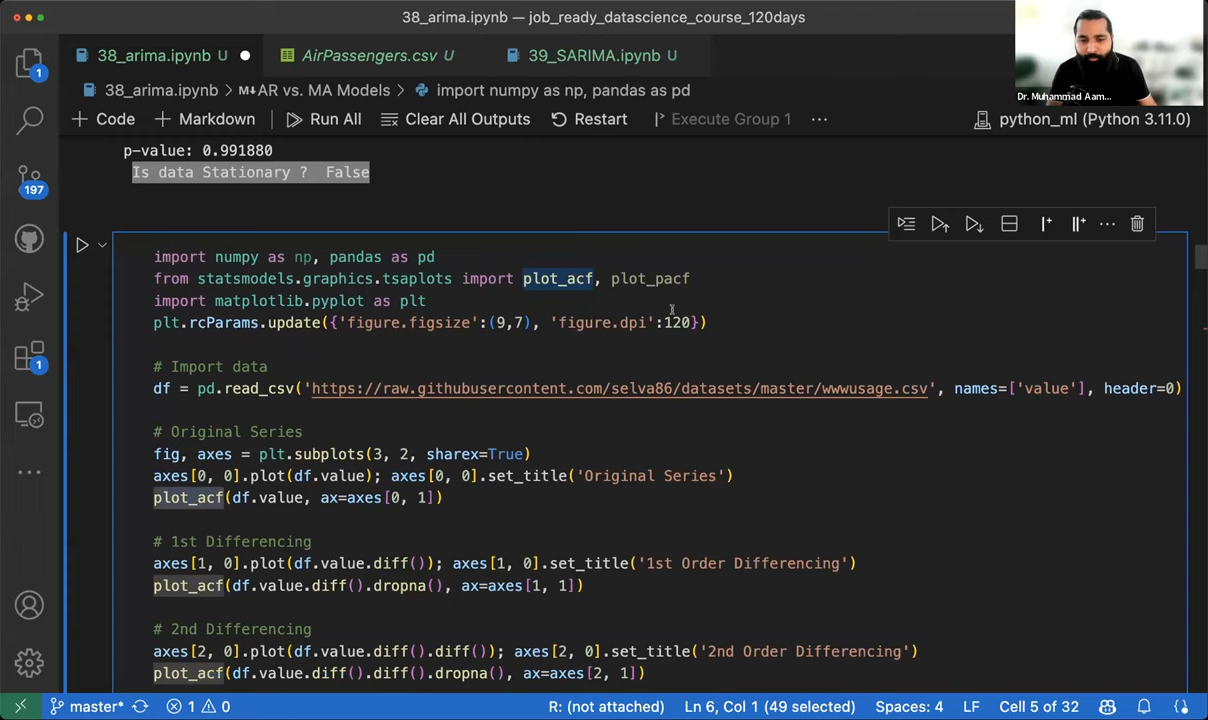 38_arima.ipynb — job_ready_datascience_course_120days
38_arima.ipynb U
AirPassengers.csv U
39_SARIMA.ipynb U
1
38_arima.ipynb > M↓AR vs. MA Models > import numpy as np, pandas as pd
Dr. Muhammad Aam...
+ Code + Markdown Run All Clear All Outputs Restart Execute Group 1 ... python_ml (Python 3.11.0)
p-value: 0.991880
Is data Stationary ? False
197
import numpy as np, pandas as pd
from statsmodels.graphics.tsaplots import plot_acf, plot_pacf
import matplotlib.pyplot as plt
plt.rcParams.update({'figure.figsize':(9,7), 'figure.dpi':120})
# Import data
1
df = pd.read_csv('https://raw.githubusercontent.com/selva86/datasets/master/wwwusage.csv', names=['value'], header=0)
# Original Series
fig, axes = plt.subplots(3, 2, sharex=True)
axes[0, 0].plot(df.value); axes[0, 0].set_title('Original Series')
plot_acf(df.value, ax=axes[0, 1])
# 1st Differencing
axes[1, 0].plot(df.value.diff()); axes[1, 0].set_title('1st Order Differencing')
plot_acf(df.value.diff().dropna(), ax=axes[1, 1])
# 2nd Differencing
axes[2, 0].plot(df.value.diff().diff()); axes[2, 0].set_title('2nd Order Differencing')
plot_acf(df.value.diff().diff().dropna(), ax=axes[2, 1])
master* 1 0 R: (not attached) Ln 6, Col 1 (49 selected) Spaces: 4 LF Cell 5 of 32